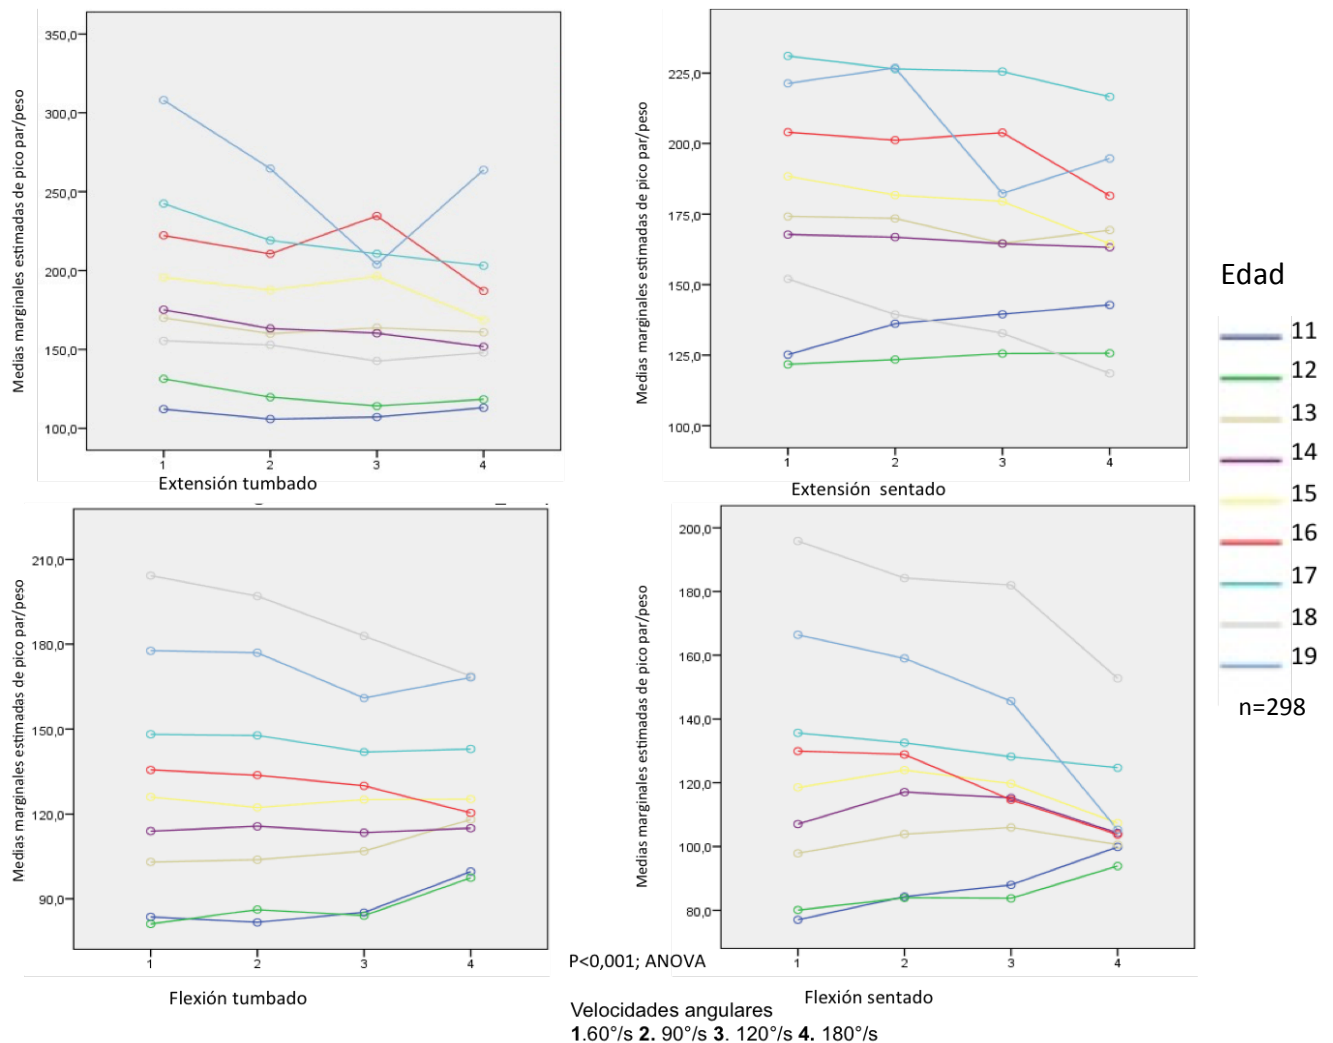 Medias marginales estimadas de pico par/peso
350,0
300,0
250,0
200,0
150,0
100,0
1 2 3 4
Extensión tumbado
Medias marginales estimadas de pico par/peso
225,0
200,0
175,0
150,0
125,0
100,0
1 2 3 4
Extensión sentado
Edad
11
12
13
14
15
16
17
18
19
n=298
Medias marginales estimadas de pico par/peso
210,0
180,0
150,0
120,0
90,0
1 2 3 4
Flexión tumbado
Medias marginales estimadas de pico par/peso
200,0
180,0
160,0
140,0
120,0
100,0
80,0
1 2 3 4
Flexión sentado
P<0,001; ANOVA
Velocidades angulares
1.60°/s 2. 90°/s 3. 120°/s 4. 180°/s